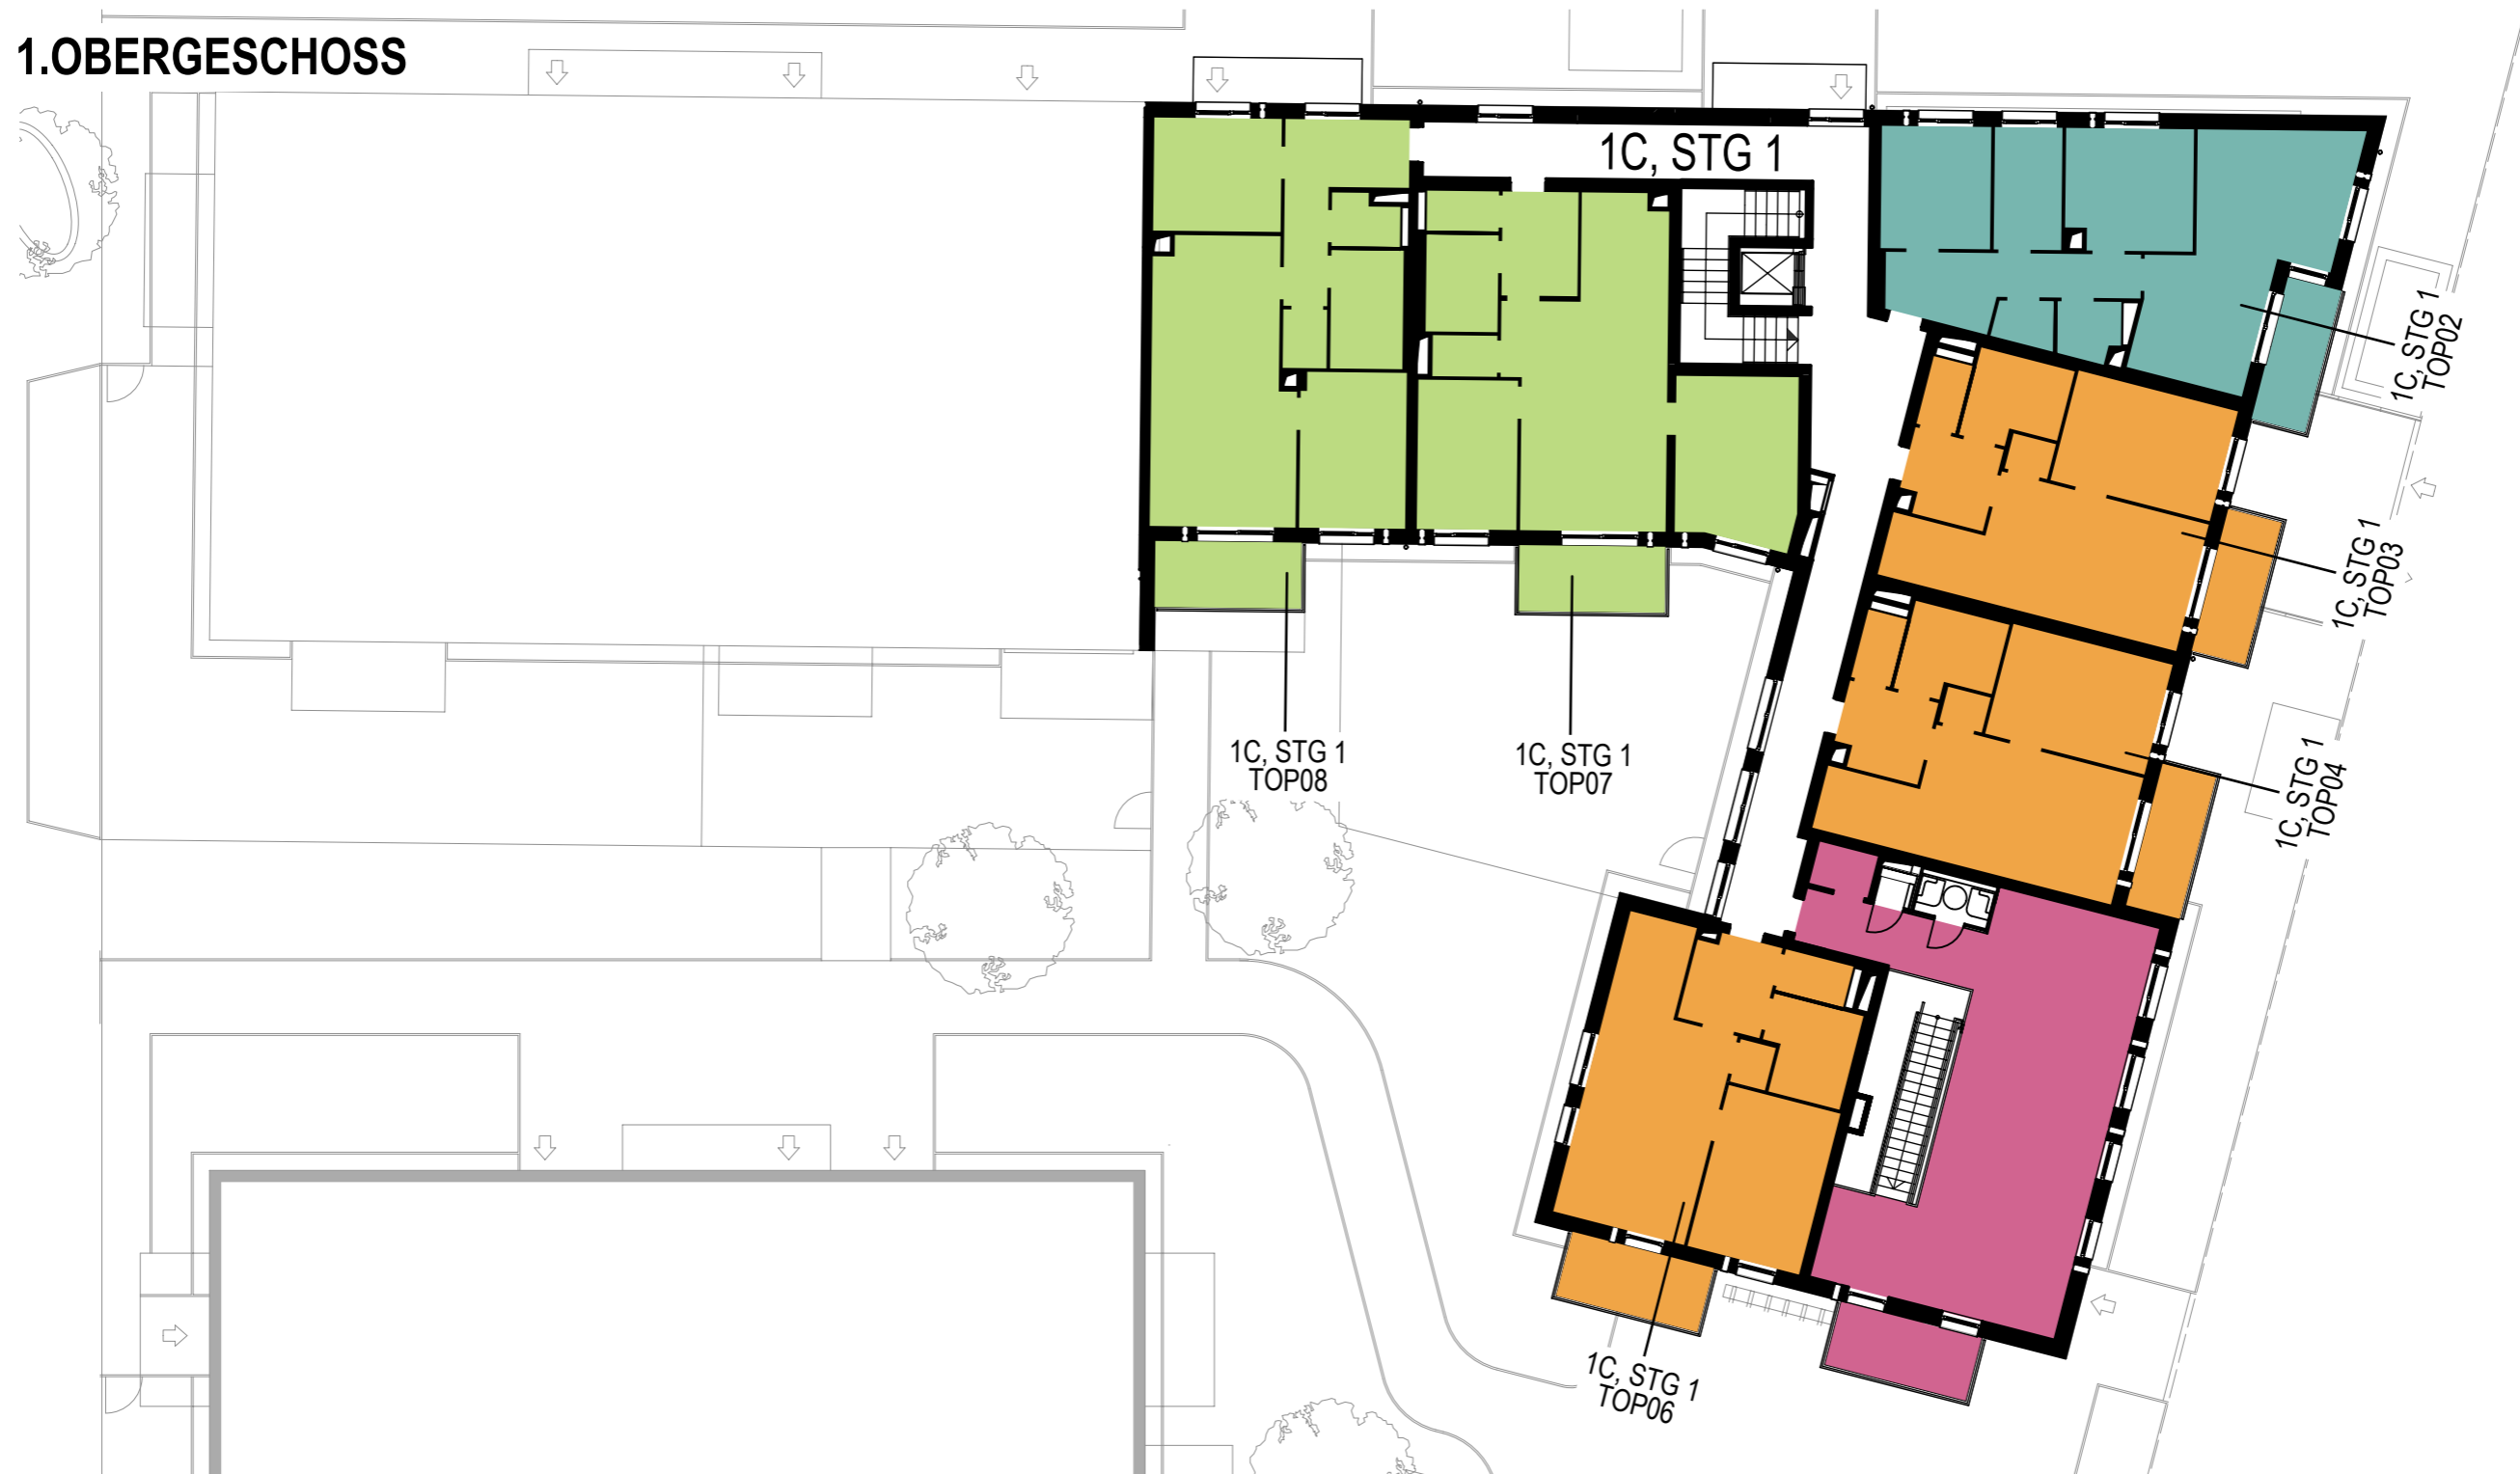 1.OBERGESCHOSS
1C, STG 1
1C, STG 1
TOP02
1C, STG 1
TOP03
1C, STG 1
TOP04
1C, STG 1
TOP08
1C, STG 1
TOP07
1C, STG 1
TOP06